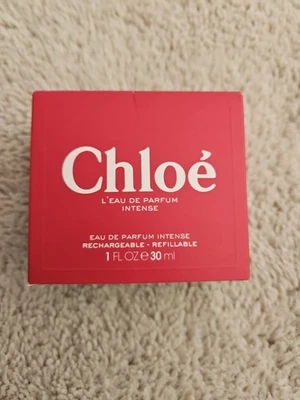 Chloé
L'EAU DE PARFUM
INTENSE
EAU DE PARFUM INTENSE
RECHARGEABLE - REFILLABLE
1 FL OZ ℮ 30 ml